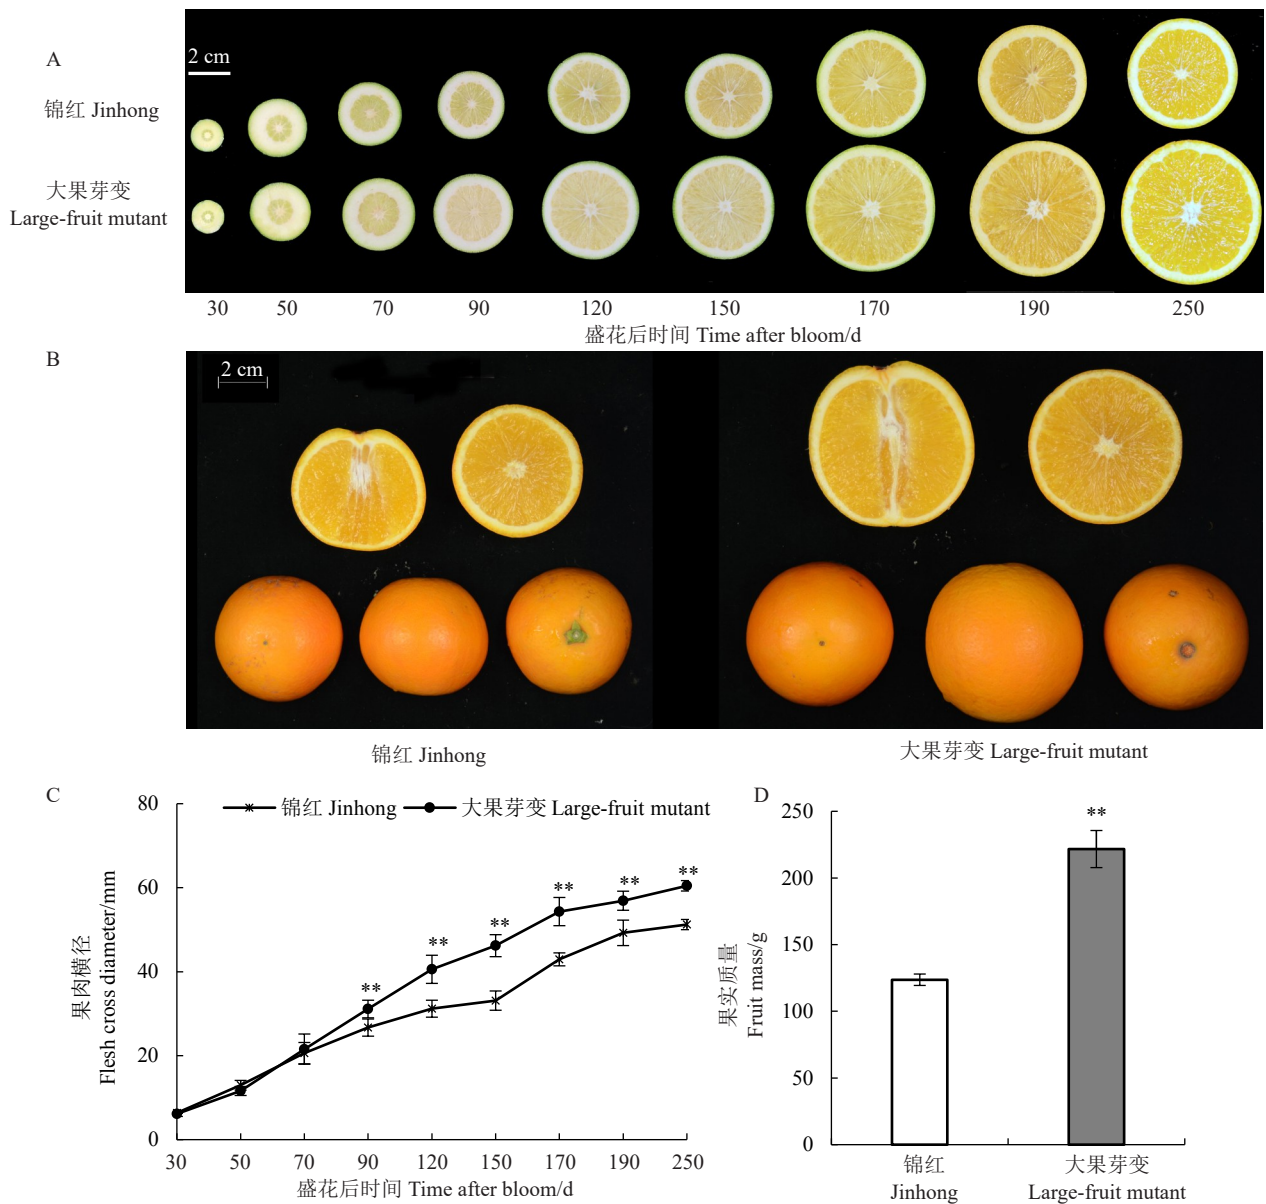 A
2 cm
锦红 Jinhong
大果芽变
Large-fruit mutant
30 50 70 90 120 150 170 190 250
盛花后时间 Time after bloom/d
B
2 cm
锦红 Jinhong
大果芽变 Large-fruit mutant
C
锦红 Jinhong
大果芽变 Large-fruit mutant
果肉横径
Flesh cross diameter/mm
80
60
40
20
0
**
**
**
**
**
**
30 50 70 90 120 150 170 190 250
盛花后时间 Time after bloom/d
D
果实质量
Fruit mass/g
250
200
150
100
50
0
**
锦红
Jinhong
大果芽变
Large-fruit mutant